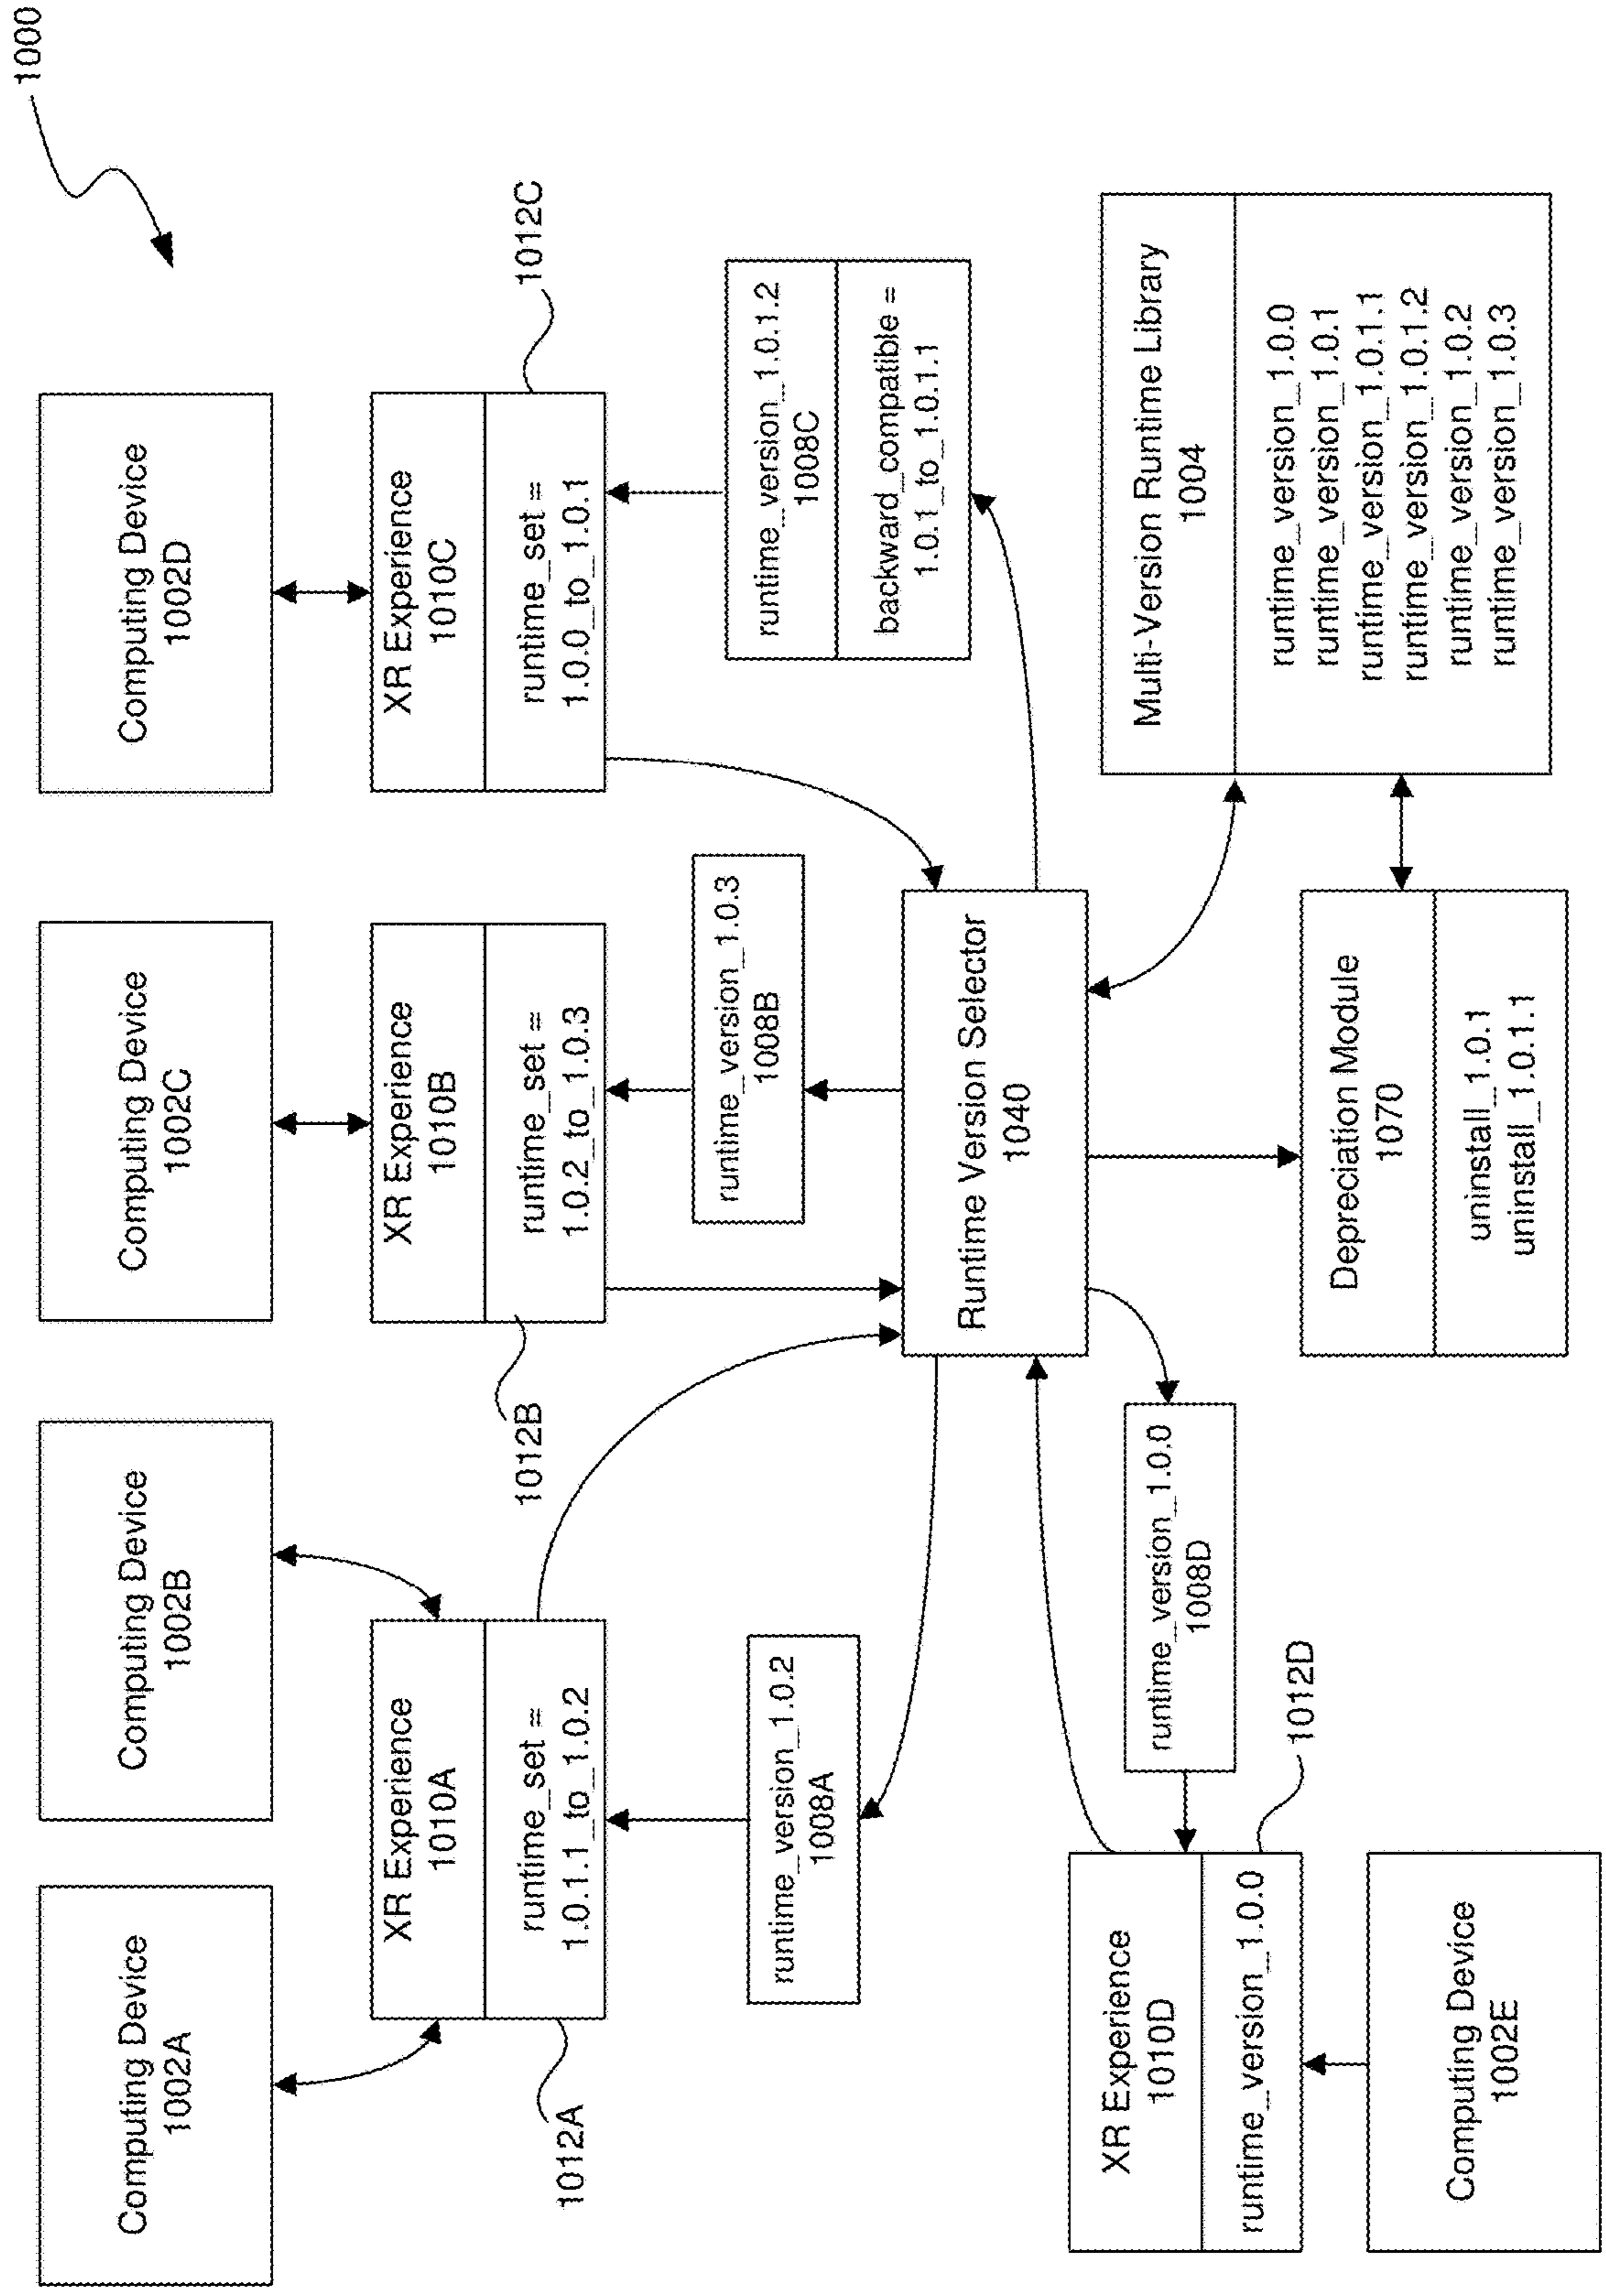 1000
Computing Device
1002A
Computing Device
1002B
Computing Device
1002C
Computing Device
1002D
XR Experience
1010A
runtime_set =
1.0.1.1_to_1.0.2
1012A
XR Experience
1010B
runtime_set =
1.0.2_to_1.0.3
1012B
XR Experience
1010C
runtime_set =
1.0.0_to_1.0.1
1012C
runtime_version_1.0.2
1008A
runtime_version_1.0.3
1008B
runtime_version_1.0.1.2
1008C
backward_compatible =
1.0.1_to_1.0.1.1
Runtime Version Selector
1040
XR Experience
1010D
runtime_version_1.0.0
1012D
runtime_version_1.0.0
1008D
Computing Device
1002E
Depreciation Module
1070
uninstall_1.0.1
uninstall_1.0.1.1
Multi-Version Runtime Library
1004
runtime_version_1.0.0
runtime_version_1.0.1
runtime_version_1.0.1.1
runtime_version_1.0.1.2
runtime_version_1.0.2
runtime_version_1.0.3